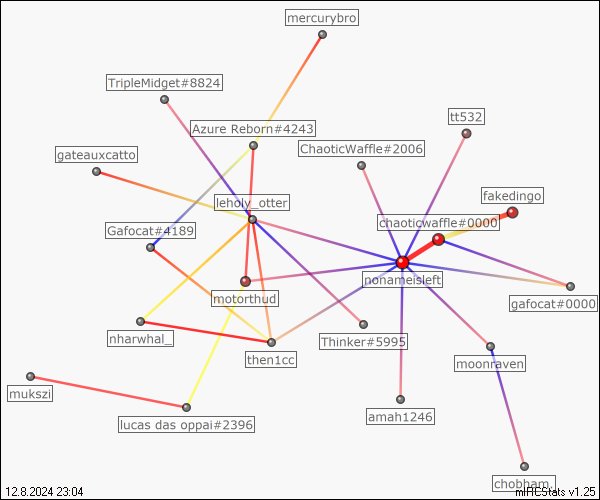 mercurybro
TripleMidget#8824
tt532
Azure Reborn#4243
ChaoticWaffle#2006
gateauxcatto
fakedingo
leholy_otter
chaoticwaffle#0000
Gafocat#4189
nonameisleft
motorthud
gafocat#0000
nharwhal_
Thinker#5995
then1cc
moonraven
mukszi
amah1246
lucas das oppai#2396
chobham.
12.8.2024 23:04
mIRCStats v1.25